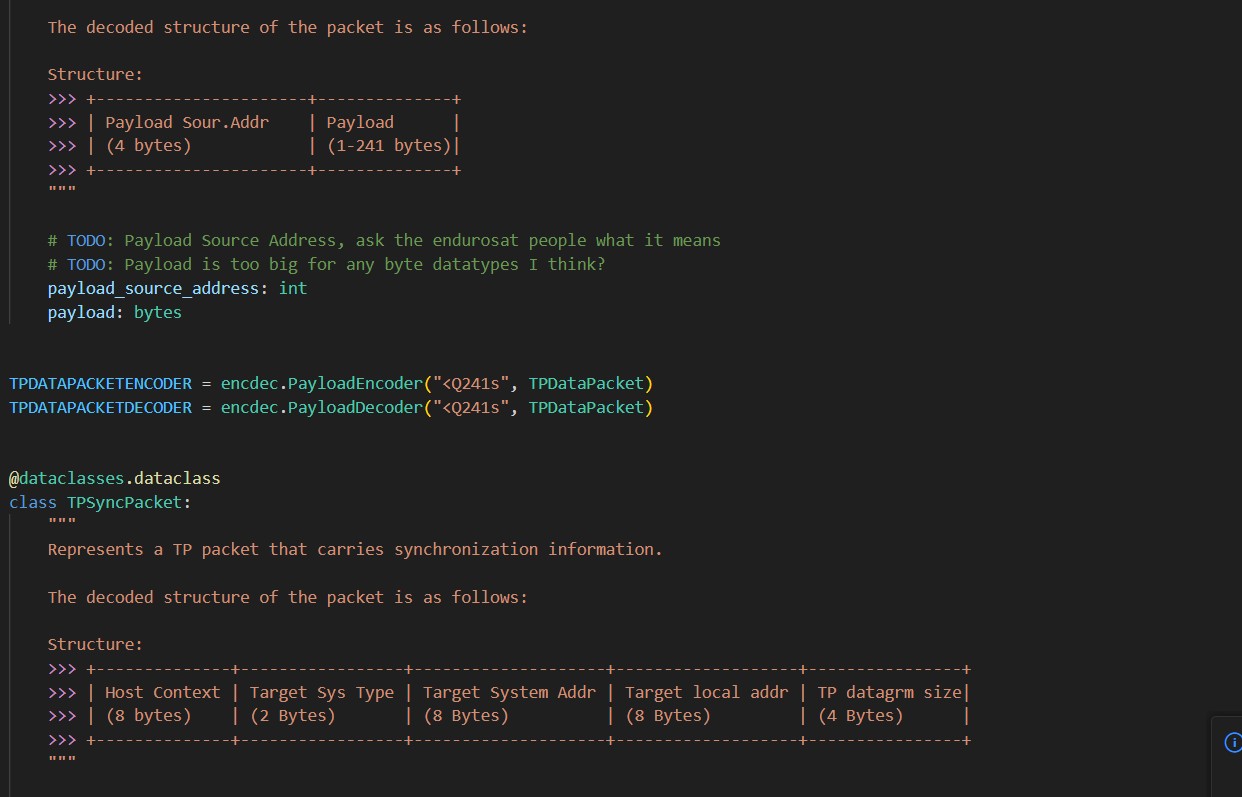 The decoded structure of the packet is as follows:
Structure:
>>> +----------------------+--------------+
>>> | Payload Sour.Addr    | Payload      |
>>> | (4 bytes)            | (1-241 bytes)|
>>> +----------------------+--------------+
"""
# TODO: Payload Source Address, ask the endurosat people what it means
# TODO: Payload is too big for any byte datatypes I think?
payload_source_address: int
payload: bytes
TPDATAPACKETENCODER = encdec.PayloadEncoder("<Q241s", TPDataPacket)
TPDATAPACKETDECODER = encdec.PayloadDecoder("<Q241s", TPDataPacket)
@dataclasses.dataclass
class TPSyncPacket:
"""
Represents a TP packet that carries synchronization information.
The decoded structure of the packet is as follows:
Structure:
>>> +--------------+-----------------+--------------------+-------------------+----------------+
>>> | Host Context | Target Sys Type | Target System Addr | Target local addr | TP datagrm size|
>>> | (8 bytes)    | (2 Bytes)       | (8 Bytes)          | (8 Bytes)         | (4 Bytes)      |
>>> +--------------+-----------------+--------------------+-------------------+----------------+
"""